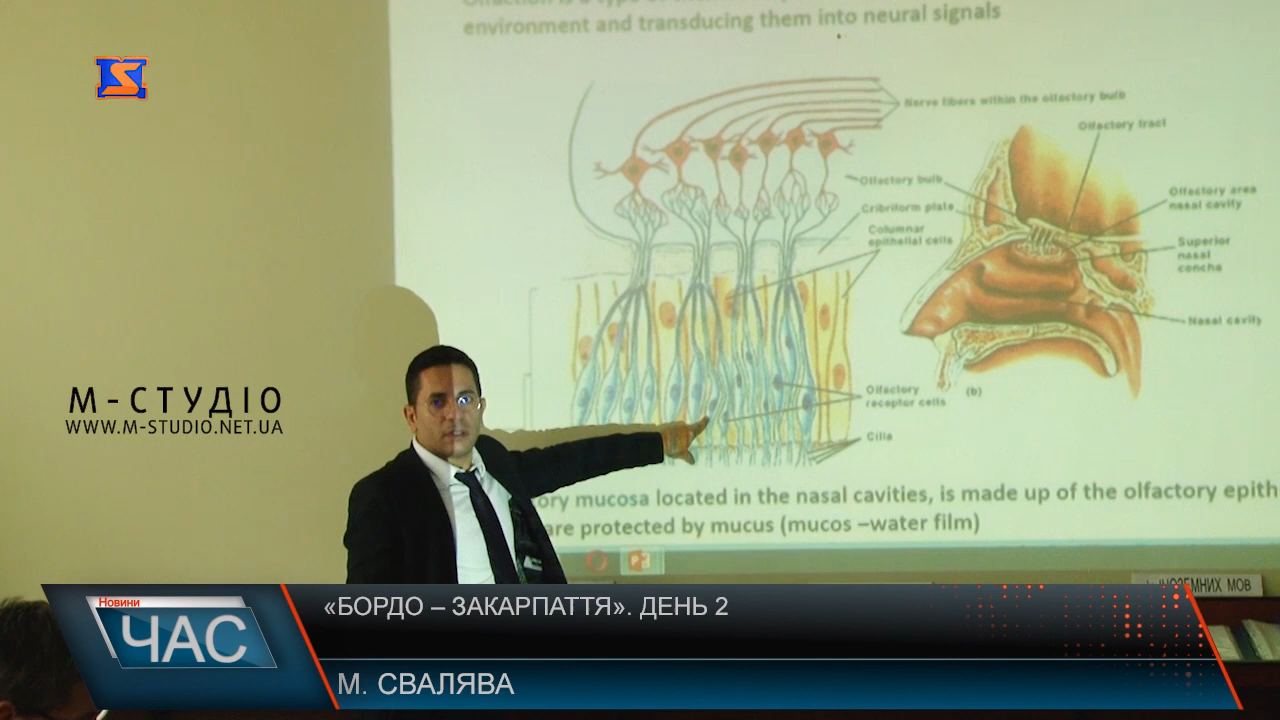 environment and transducing them into neural signals
Nerve fibers within the olfactory bulb
Olfactory tract
Olfactory bulb
Olfactory area
nasal cavity
Cribriform plate
Columnar
epithelial cells
Superior
nasal
concha
Nasal cavity
Olfactory
receptor cells
(b)
Cilia
М-СТУДІО
WWW.M-STUDIO.NET.UA
ory mucosa located in the nasal cavities, is made up of the olfactory epith
are protected by mucus (mucos –water film)
ІНОЗЕМНИХ МОВ
Новини
ЧАС
«БОРДО – ЗАКАРПАТТЯ». ДЕНЬ 2
М. СВАЛЯВА